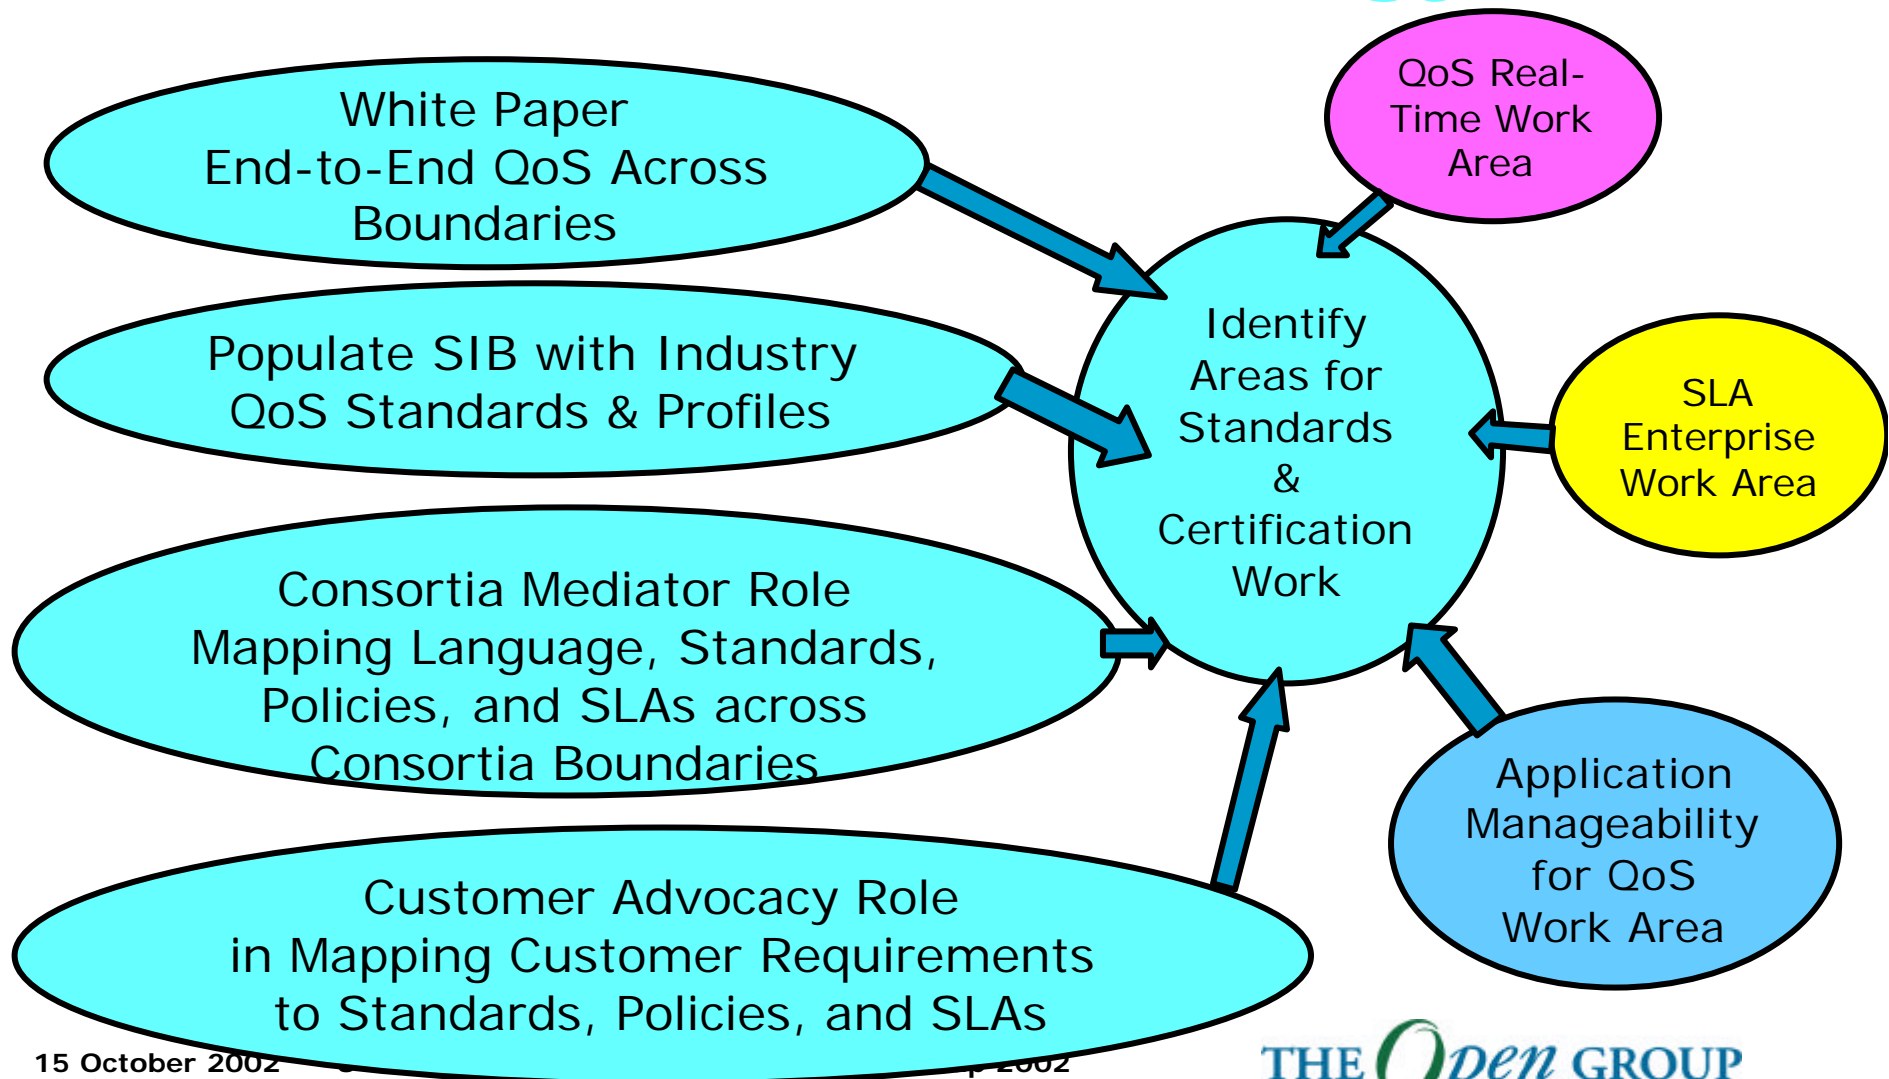 White Paper
End-to-End QoS Across
Boundaries
QoS Real-
Time Work
Area
Populate SIB with Industry
QoS Standards & Profiles
Identify
Areas for
Standards
&
Certification
Work
SLA
Enterprise
Work Area
Consortia Mediator Role
Mapping Language, Standards,
Policies, and SLAs across
Consortia Boundaries
Application
Manageability
for QoS
Work Area
Customer Advocacy Role
in Mapping Customer Requirements
to Standards, Policies, and SLAs
15 October 2002 2002
THE Open GROUP